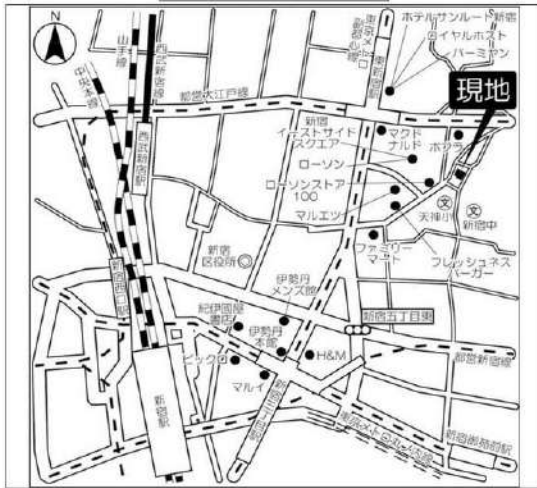 N
ホテルサンルート新宿
ロイヤルホスト
バーミヤン
東京メトロ
副都心線
東新宿駅
山手線
中央本線
西武新宿線
都営大江戸線
現地
新宿
イーストサイド
スクエア
マクド
ナルド
ポプラ
ローソン
ローソンストア
100
マルエツ
西武新宿駅
文
天神小
文
新宿中
ファミリー
マート
フレッシュネス
バーガー
新宿
区役所
伊勢丹
メンズ館
新宿西口駅
紀伊國屋
書店
伊勢丹
本館
新宿五丁目東
H&M
都営新宿線
ビック
マルイ
新宿駅
新宿三丁目駅
東京メトロ丸ノ内線
新宿御苑前駅